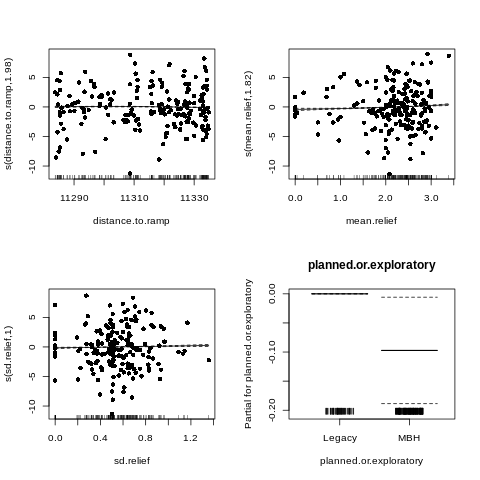 s(distance.to.ramp,1.98)
5
0
-5
-10
11290 11310 11330
distance.to.ramp
s(mean.relief,1.82)
5
0
-5
-10
0.0 1.0 2.0 3.0
mean.relief
s(sd.relief,1)
5
0
-5
-10
0.0 0.4 0.8 1.2
sd.relief
planned.or.exploratory
Partial for planned.or.exploratory
0.00
-0.10
-0.20
Legacy MBH
planned.or.exploratory